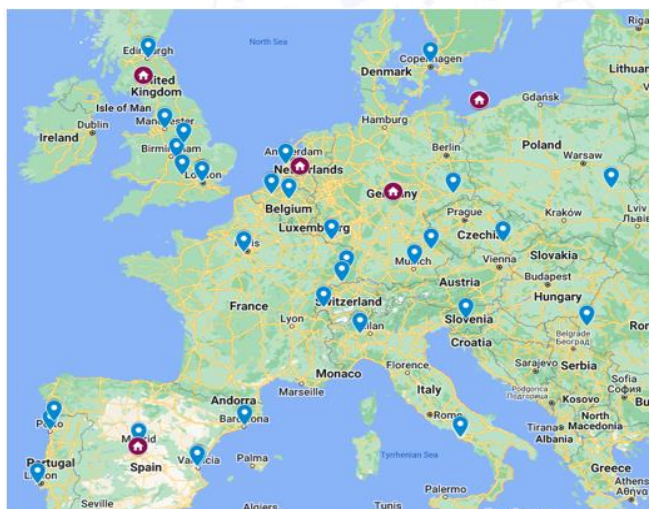 Edinburgh
North Sea
Copenhagen
Riga
Denmark
Lithuan
United
Kingdom
Isle of Man
Dublin
Manchester
Gdańsk
Hamburg
Ireland
Birmingham
Amsterdam
Netherlands
Berlin
Poland
Warsaw
London
Belgium
Germany
Luxembourg
Prague
Kraków
Lviv
Львів
Paris
Czechia
Slovakia
Munich
Vienna
Budapest
France
Switzerland
Austria
Hungary
Lyon
Milan
Slovenia
Croatia
Ro
Belgrade
Београд
Monaco
Florence
Serbia
Marseille
Sarajevo
Podgorica
Подгорица
Sofia
София
Andorra
Italy
Kosovo
Bu
Porto
Barcelona
Rome
Tirana
North
Macedonia
Albania
Madrid
Portugal
Spain
Valencia
Palma
Tyrrhenian Sea
Greece
Lisbon
Athens
Αθήνα
Seville
Algiers
Tunis
Palermo